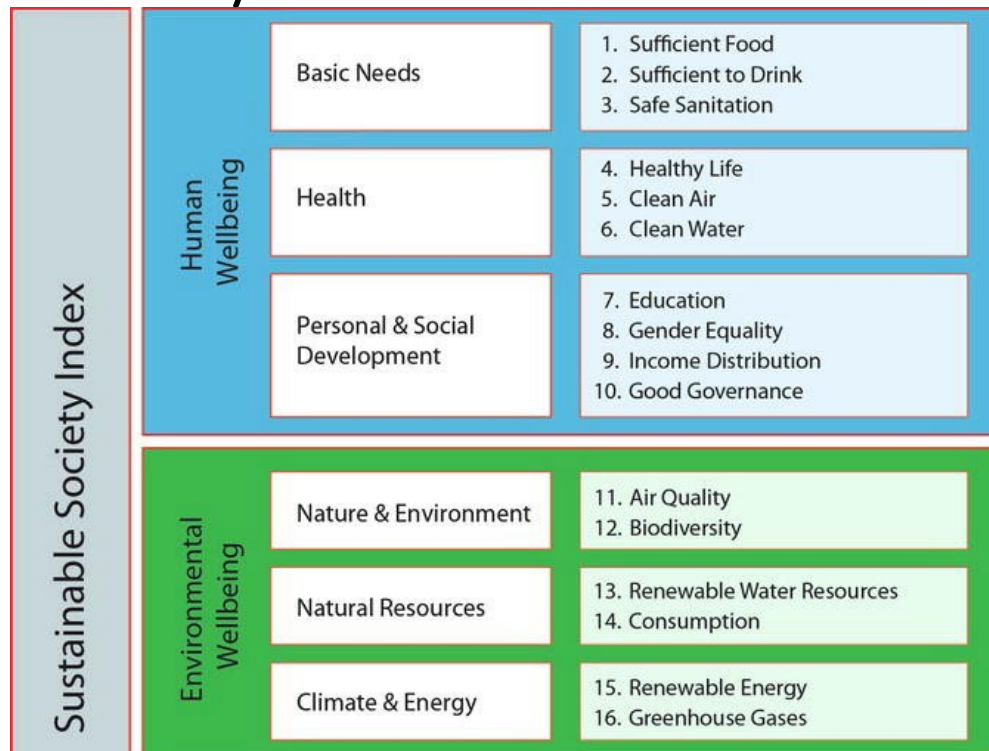 Sustainable Society Index
Human
Wellbeing
Basic Needs
1. Sufficient Food
2. Sufficient to Drink
3. Safe Sanitation
Health
4. Healthy Life
5. Clean Air
6. Clean Water
Personal & Social
Development
7. Education
8. Gender Equality
9. Income Distribution
10. Good Governance
Environmental
Wellbeing
Nature & Environment
11. Air Quality
12. Biodiversity
Natural Resources
13. Renewable Water Resources
14. Consumption
Climate & Energy
15. Renewable Energy
16. Greenhouse Gases